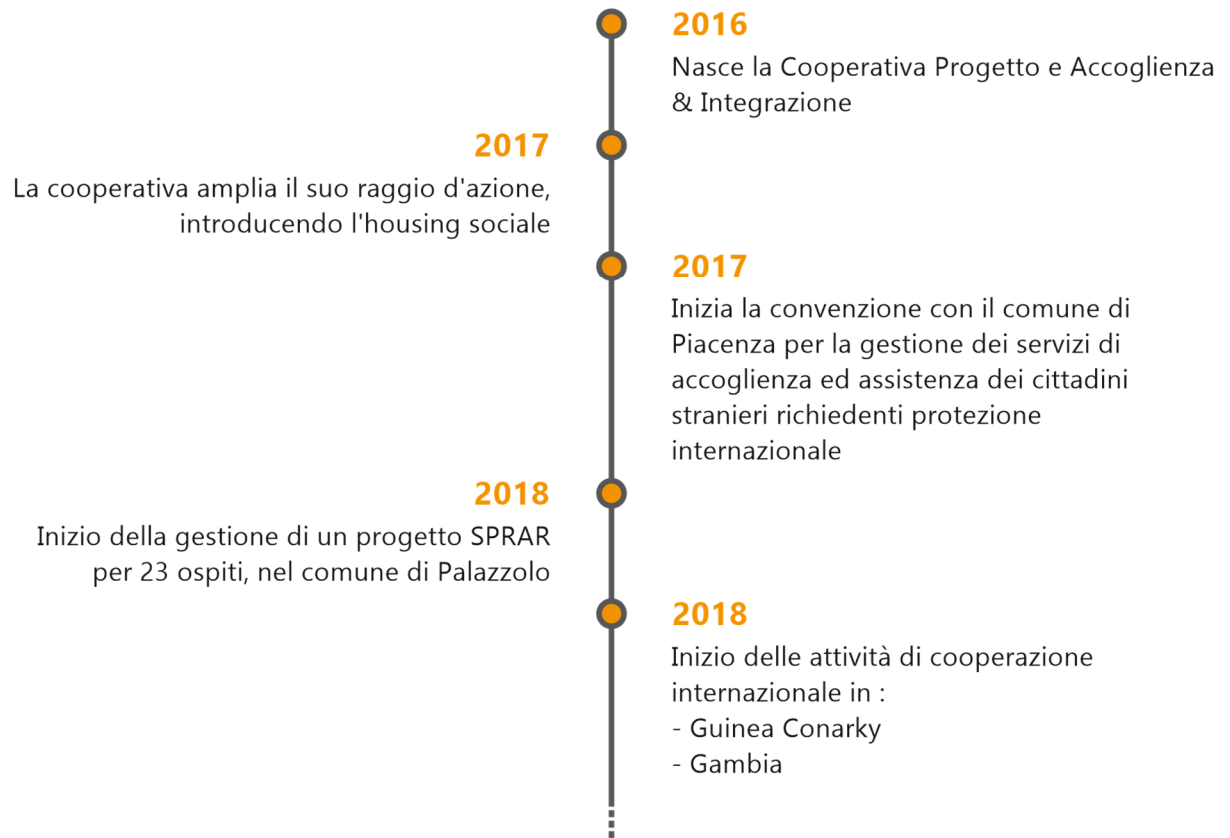 2016
Nasce la Cooperativa Progetto e Accoglienza
& Integrazione
2017
La cooperativa amplia il suo raggio d'azione,
introducendo l'housing sociale
2017
Inizia la convenzione con il comune di
Piacenza per la gestione dei servizi di
accoglienza ed assistenza dei cittadini
stranieri richiedenti protezione
internazionale
2018
Inizio della gestione di un progetto SPRAR
per 23 ospiti, nel comune di Palazzolo
2018
Inizio delle attività di cooperazione
internazionale in :
- Guinea Conarky
- Gambia